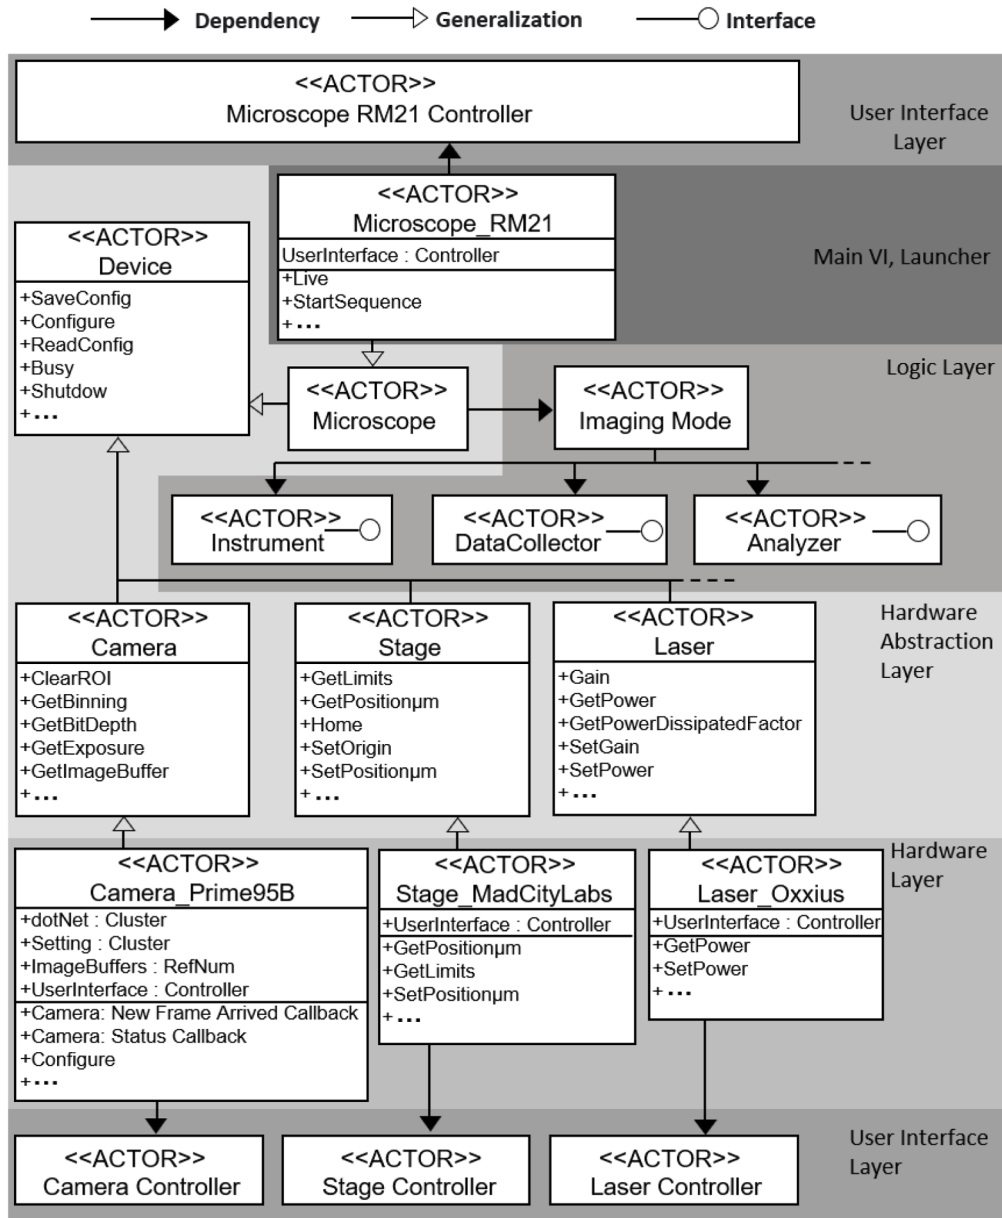 Dependency
Generalization
Interface
<<ACTOR>>
Microscope RM21 Controller
User Interface
Layer
<<ACTOR>>
Microscope_RM21
UserInterface : Controller
+Live
+StartSequence
+...
Main VI, Launcher
<<ACTOR>>
Device
+SaveConfig
+Configure
+ReadConfig
+Busy
+Shutdow
+...
Logic Layer
<<ACTOR>>
Microscope
<<ACTOR>>
Imaging Mode
<<ACTOR>>
Instrument
<<ACTOR>>
DataCollector
<<ACTOR>>
Analyzer
Hardware
Abstraction
Layer
<<ACTOR>>
Camera
+ClearROI
+GetBinning
+GetBitDepth
+GetExposure
+GetImageBuffer
+...
<<ACTOR>>
Stage
+GetLimits
+GetPositionµm
+Home
+SetOrigin
+SetPositionµm
+...
<<ACTOR>>
Laser
+Gain
+GetPower
+GetPowerDissipatedFactor
+SetGain
+SetPower
+...
Hardware
Layer
<<ACTOR>>
Camera_Prime95B
+dotNet : Cluster
+Setting : Cluster
+ImageBuffers : RefNum
+UserInterface : Controller
+Camera: New Frame Arrived Callback
+Camera: Status Callback
+Configure
+...
<<ACTOR>>
Stage_MadCityLabs
+UserInterface : Controller
+GetPositionµm
+GetLimits
+SetPositionµm
+...
<<ACTOR>>
Laser_Oxxius
+UserInterface : Controller
+GetPower
+SetPower
+...
User Interface
Layer
<<ACTOR>>
Camera Controller
<<ACTOR>>
Stage Controller
<<ACTOR>>
Laser Controller